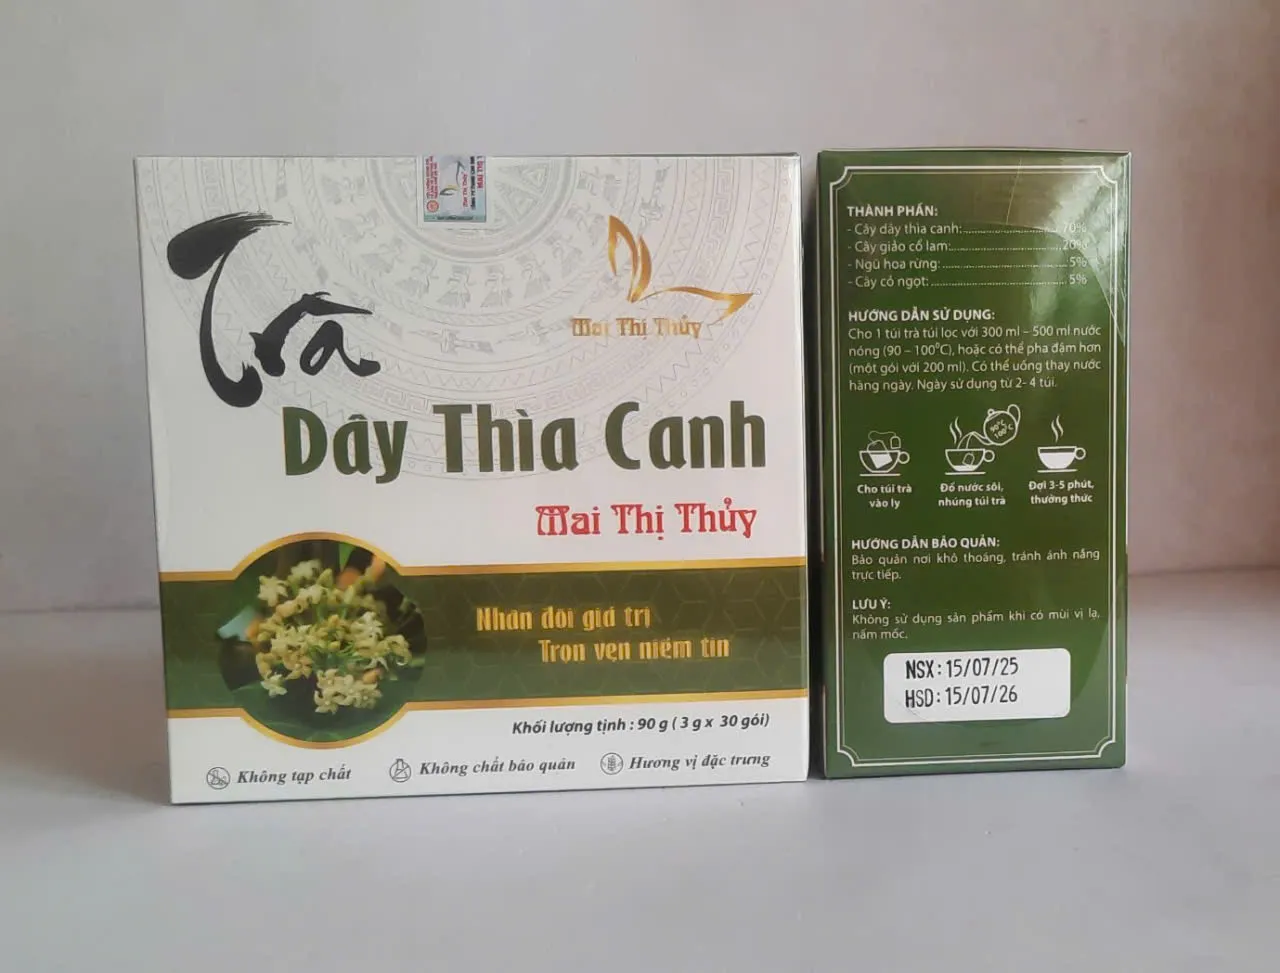 Trà
Mai Thị Thủy
Dây Thìa Canh
Mai Thị Thủy
Nhân đôi giá trị
Trọn vẹn niềm tin
Khối lượng tịnh : 90 g ( 3 g x 30 gói)
Không tạp chất
Không chất bảo quản
Hương vị đặc trưng
THÀNH PHẦN:
- Cây dây thìa canh:..........................70%
- Cây giảo cổ lam:..............................20%
- Ngũ hoa rừng:..................................5%
- Cây cỏ ngọt:....................................5%
HƯỚNG DẪN SỬ DỤNG:
Cho 1 túi trà túi lọc với 300 ml – 500 ml nước
nóng (90 – 100⁰C), hoặc có thể pha đậm hơn
(một gói với 200 ml). Có thể uống thay nước
hàng ngày. Ngày sử dụng từ 2- 4 túi.
90°C
100°C
Cho túi trà
vào ly
Đổ nước sôi,
nhúng túi trà
Đợi 3-5 phút,
thưởng thức
HƯỚNG DẪN BẢO QUẢN:
Bảo quản nơi khô thoáng, tránh ánh nắng
trực tiếp.
LƯU Ý:
Không sử dụng sản phẩm khi có mùi vị lạ,
nấm mốc.
NSX: 15/07/25
HSD: 15/07/26